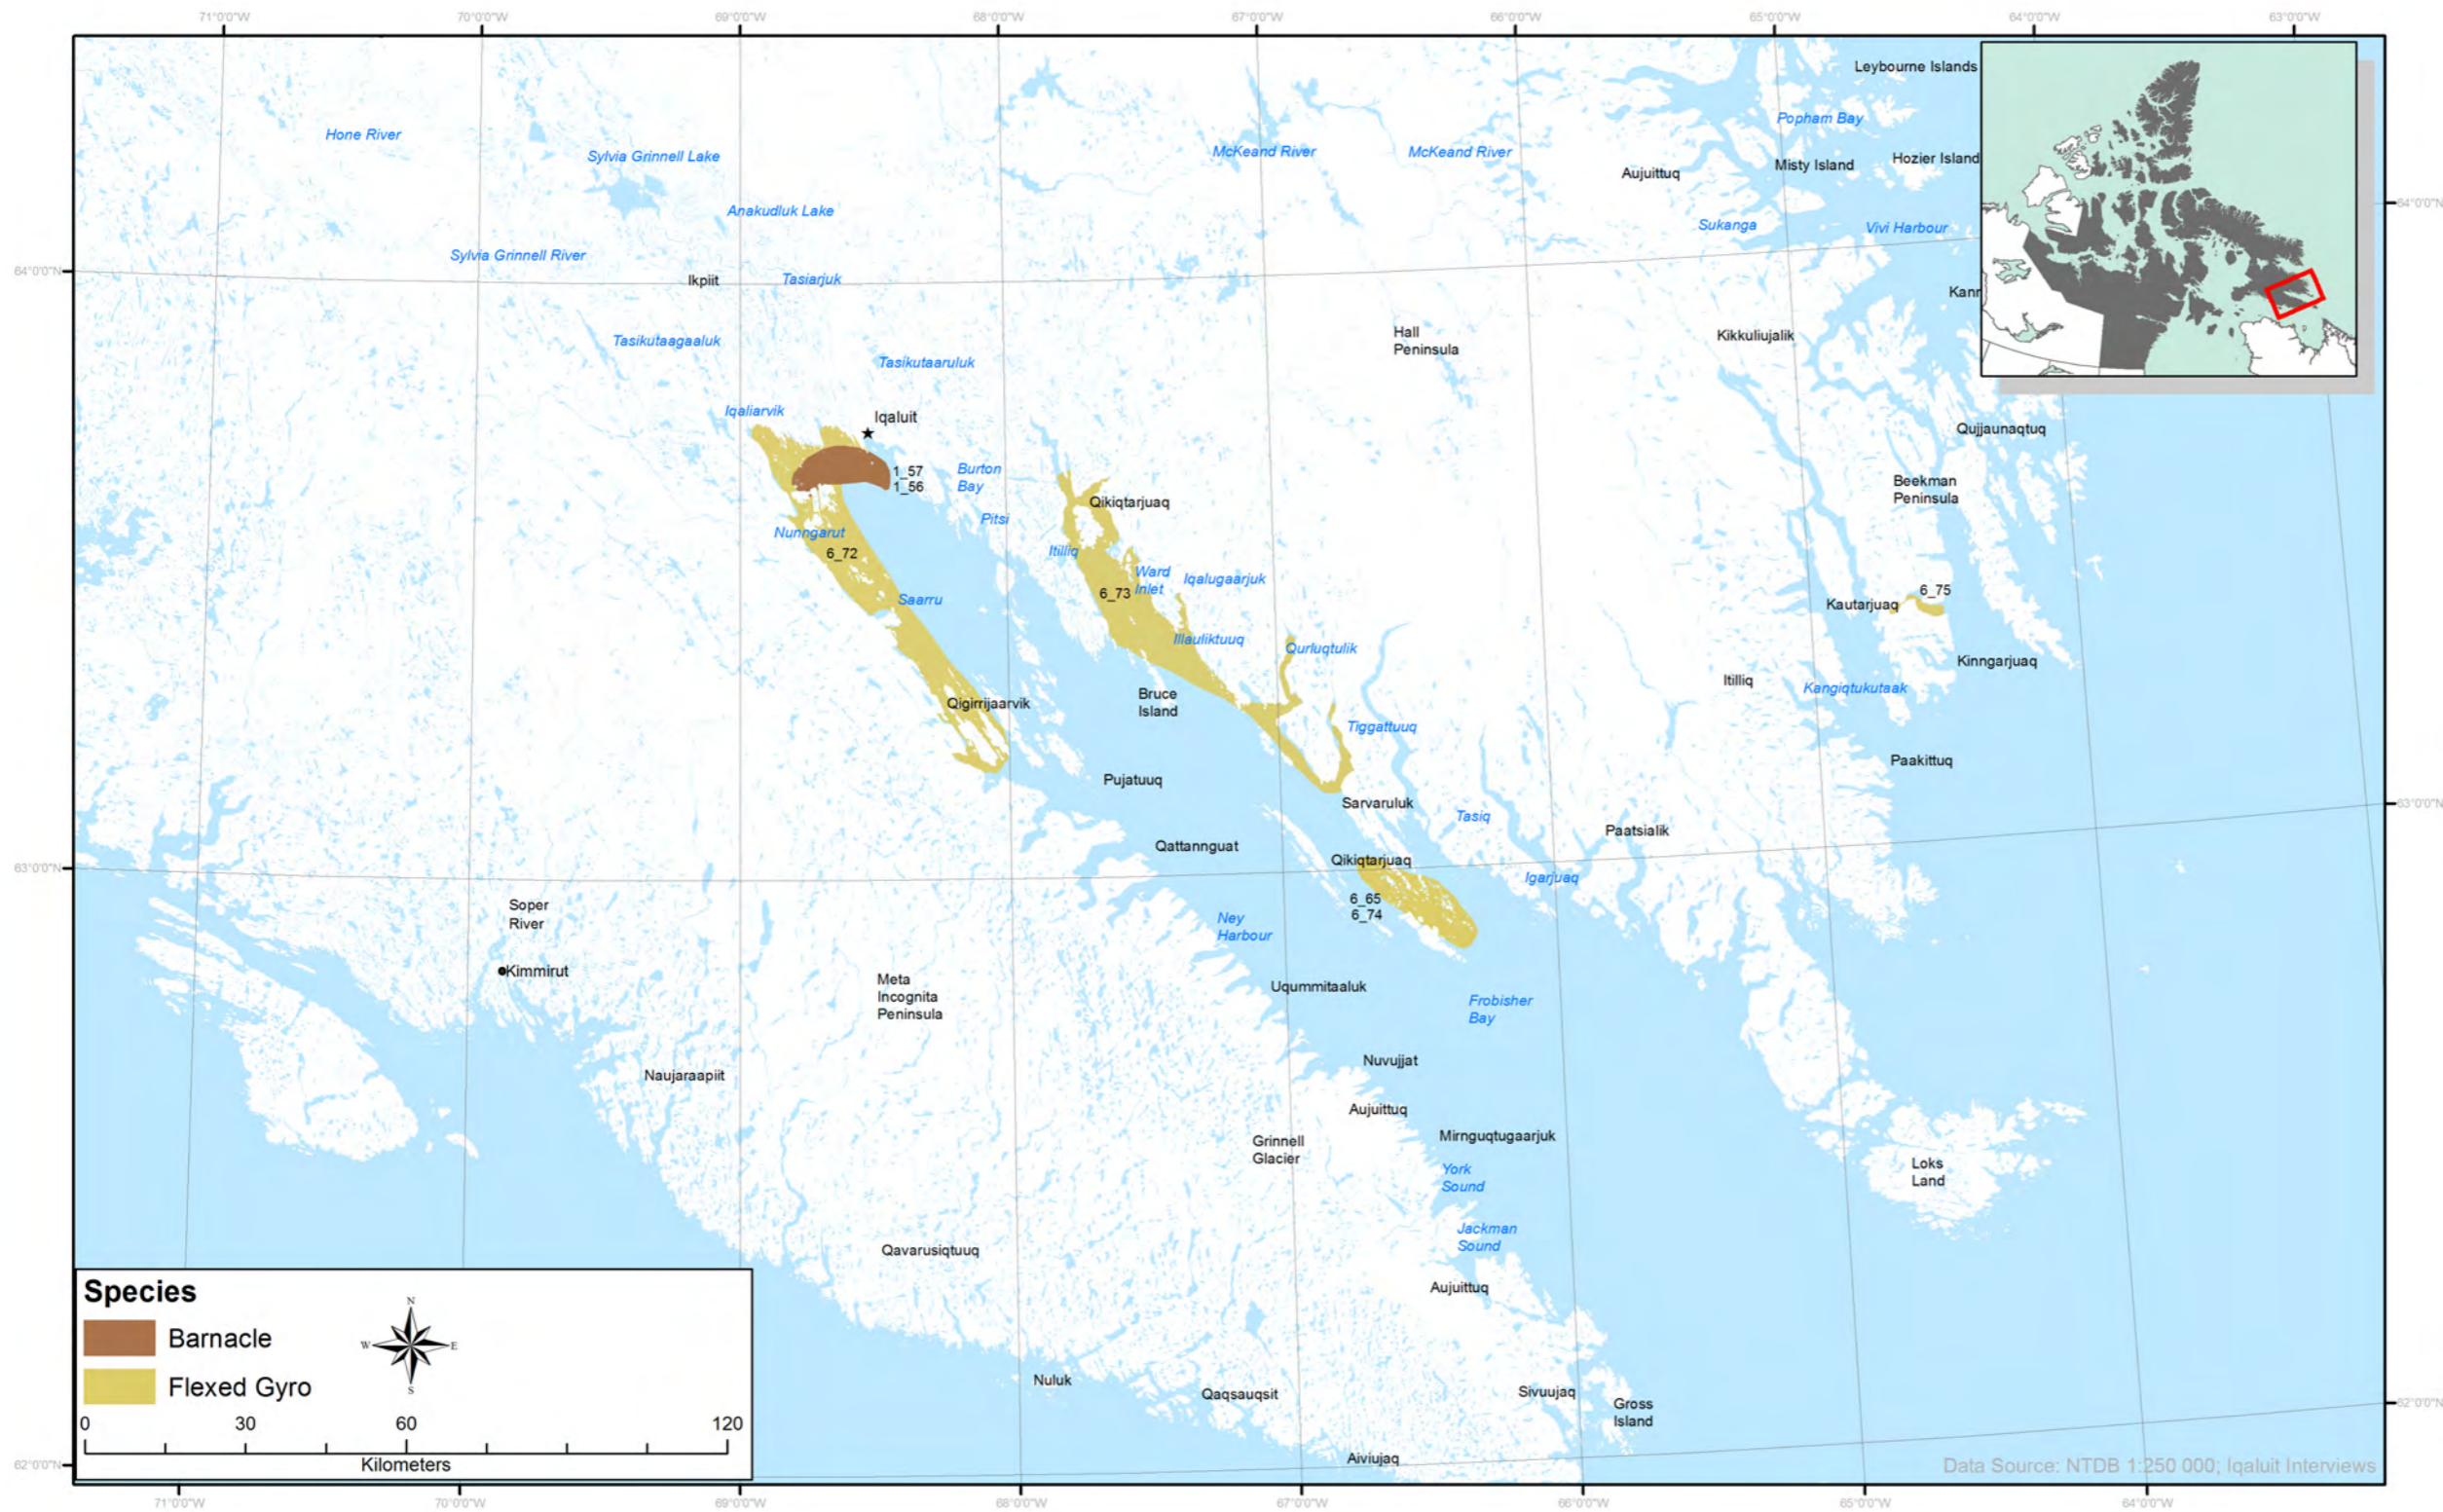 71°0'0"W
70°0'0"W
69°0'0"W
68°0'0"W
67°0'0"W
66°0'0"W
65°0'0"W
64°0'0"W
63°0'0"W
Leybourne Islands
Hone River
Popham Bay
Sylvia Grinnell Lake
McKeand River
McKeand River
Misty Island
Hozier Island
Aujuittuq
Anakudluk Lake
64°0'0"N
Sukanga
Vivi Harbour
Sylvia Grinnell River
64°0'0"N
Ikpiit
Tasiarjuk
Kanr
Hall
Peninsula
Kikkuliujalik
Tasikutaagaaluk
Tasikutaaruluk
Iqaliarvik
Iqaluit
Qujjaunaqtuq
1_57
1_56
Burton
Bay
Beekman
Peninsula
Qikiqtarjuaq
Pitsi
Nunngarut
6_72
Itilliq
Ward
Inlet
Iqalugaarjuk
6_73
6_75
Kautarjuaq
Saarru
Illauliktuuq
Qurluqtulik
Kinngarjuaq
Itilliq
Kangiqtukutaak
Bruce
Island
Qigirrijaarvik
Tiggattuuq
Paakittuq
Pujatuuq
Sarvaruluk
63°0'0"N
Tasiq
Paatsialik
Qattannguat
Qikiqtarjuaq
63°0'0"N
Igarjuaq
6_65
6_74
Soper
River
Ney
Harbour
Kimmirut
Meta
Incognita
Peninsula
Uqummitaaluk
Frobisher
Bay
Nuvujjat
Naujaraapiit
Aujuittuq
Grinnell
Glacier
Mirnguqtugaarjuk
York
Sound
Loks
Land
Jackman
Sound
Qavarusiqtuuq
Aujuittuq
Nuluk
Qaqsauqsit
Sivuujaq
Gross
Island
62°0'0"N
Aiviujaq
Species
Barnacle
Flexed Gyro
N
W
E
S
0
30
60
120
Kilometers
62°0'0"N
Data Source: NTDB 1:250 000; Iqaluit Interviews
71°0'0"W
70°0'0"W
69°0'0"W
68°0'0"W
67°0'0"W
66°0'0"W
65°0'0"W
64°0'0"W